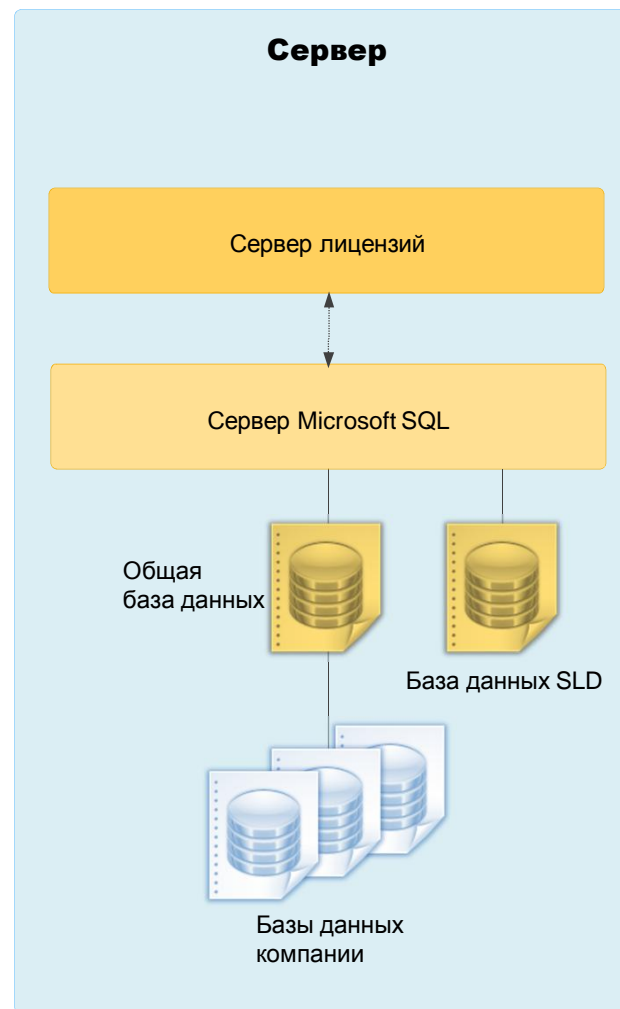 Сервер
Сервер лицензий
Сервер Microsoft SQL
Общая
база данных
База данных SLD
Базы данных
компании